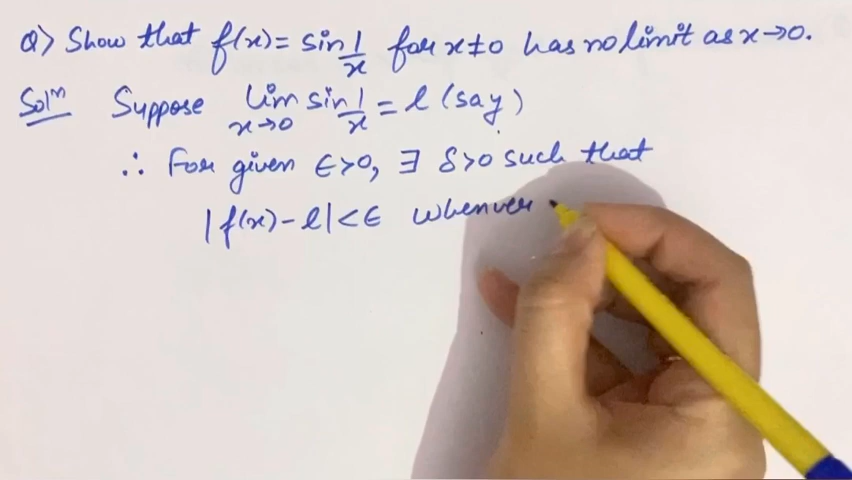 Q> Show that f(x) = sin 1/x for x ≠ 0 has no limit as x → 0.
Solⁿ Suppose lim x→0 sin 1/x = l (say)
∴ For given ϵ > 0, ∃ δ > 0 such that
|f(x) - l| < ϵ whenver